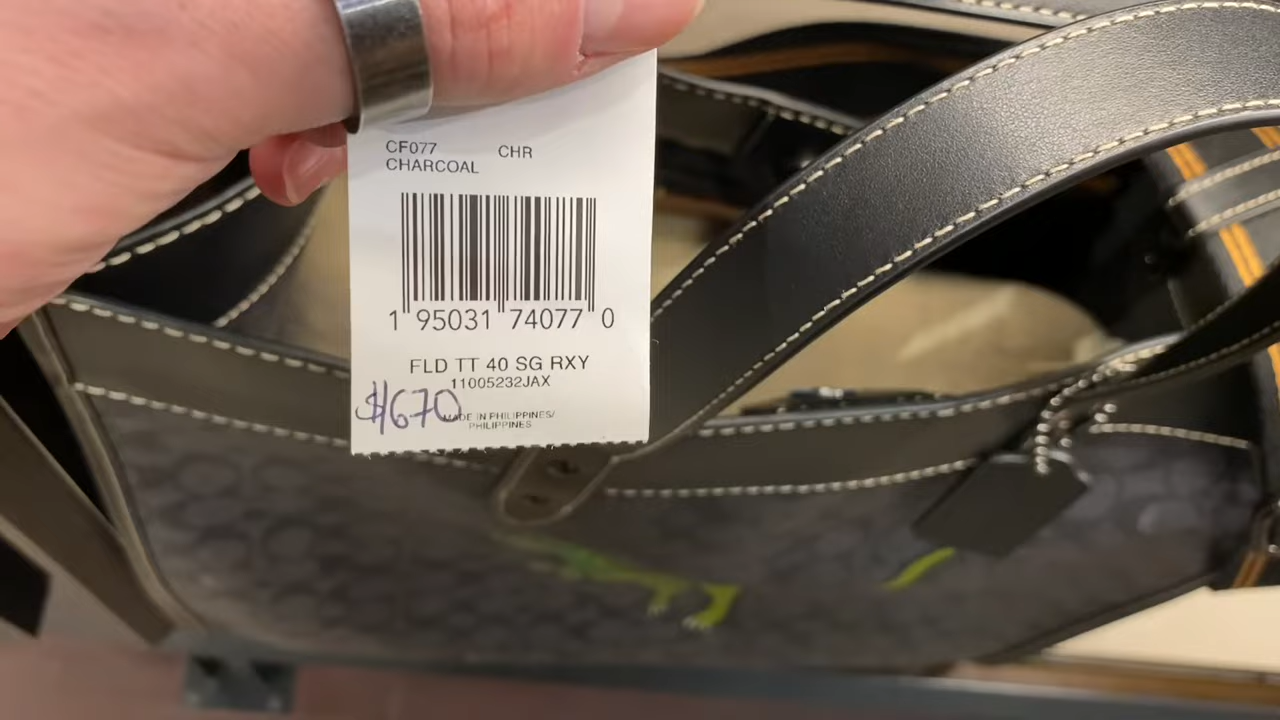 CF077 CHR
CHARCOAL
1 95031 74077 0
FLD TT 40 SG RXY
11005232JAX
$670
MADE IN PHILIPPINES/
PHILIPPINES